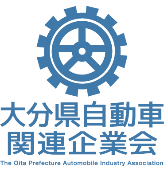 大分県自動車
関連企業会
The Oita Prefecture Automobile Industry Association